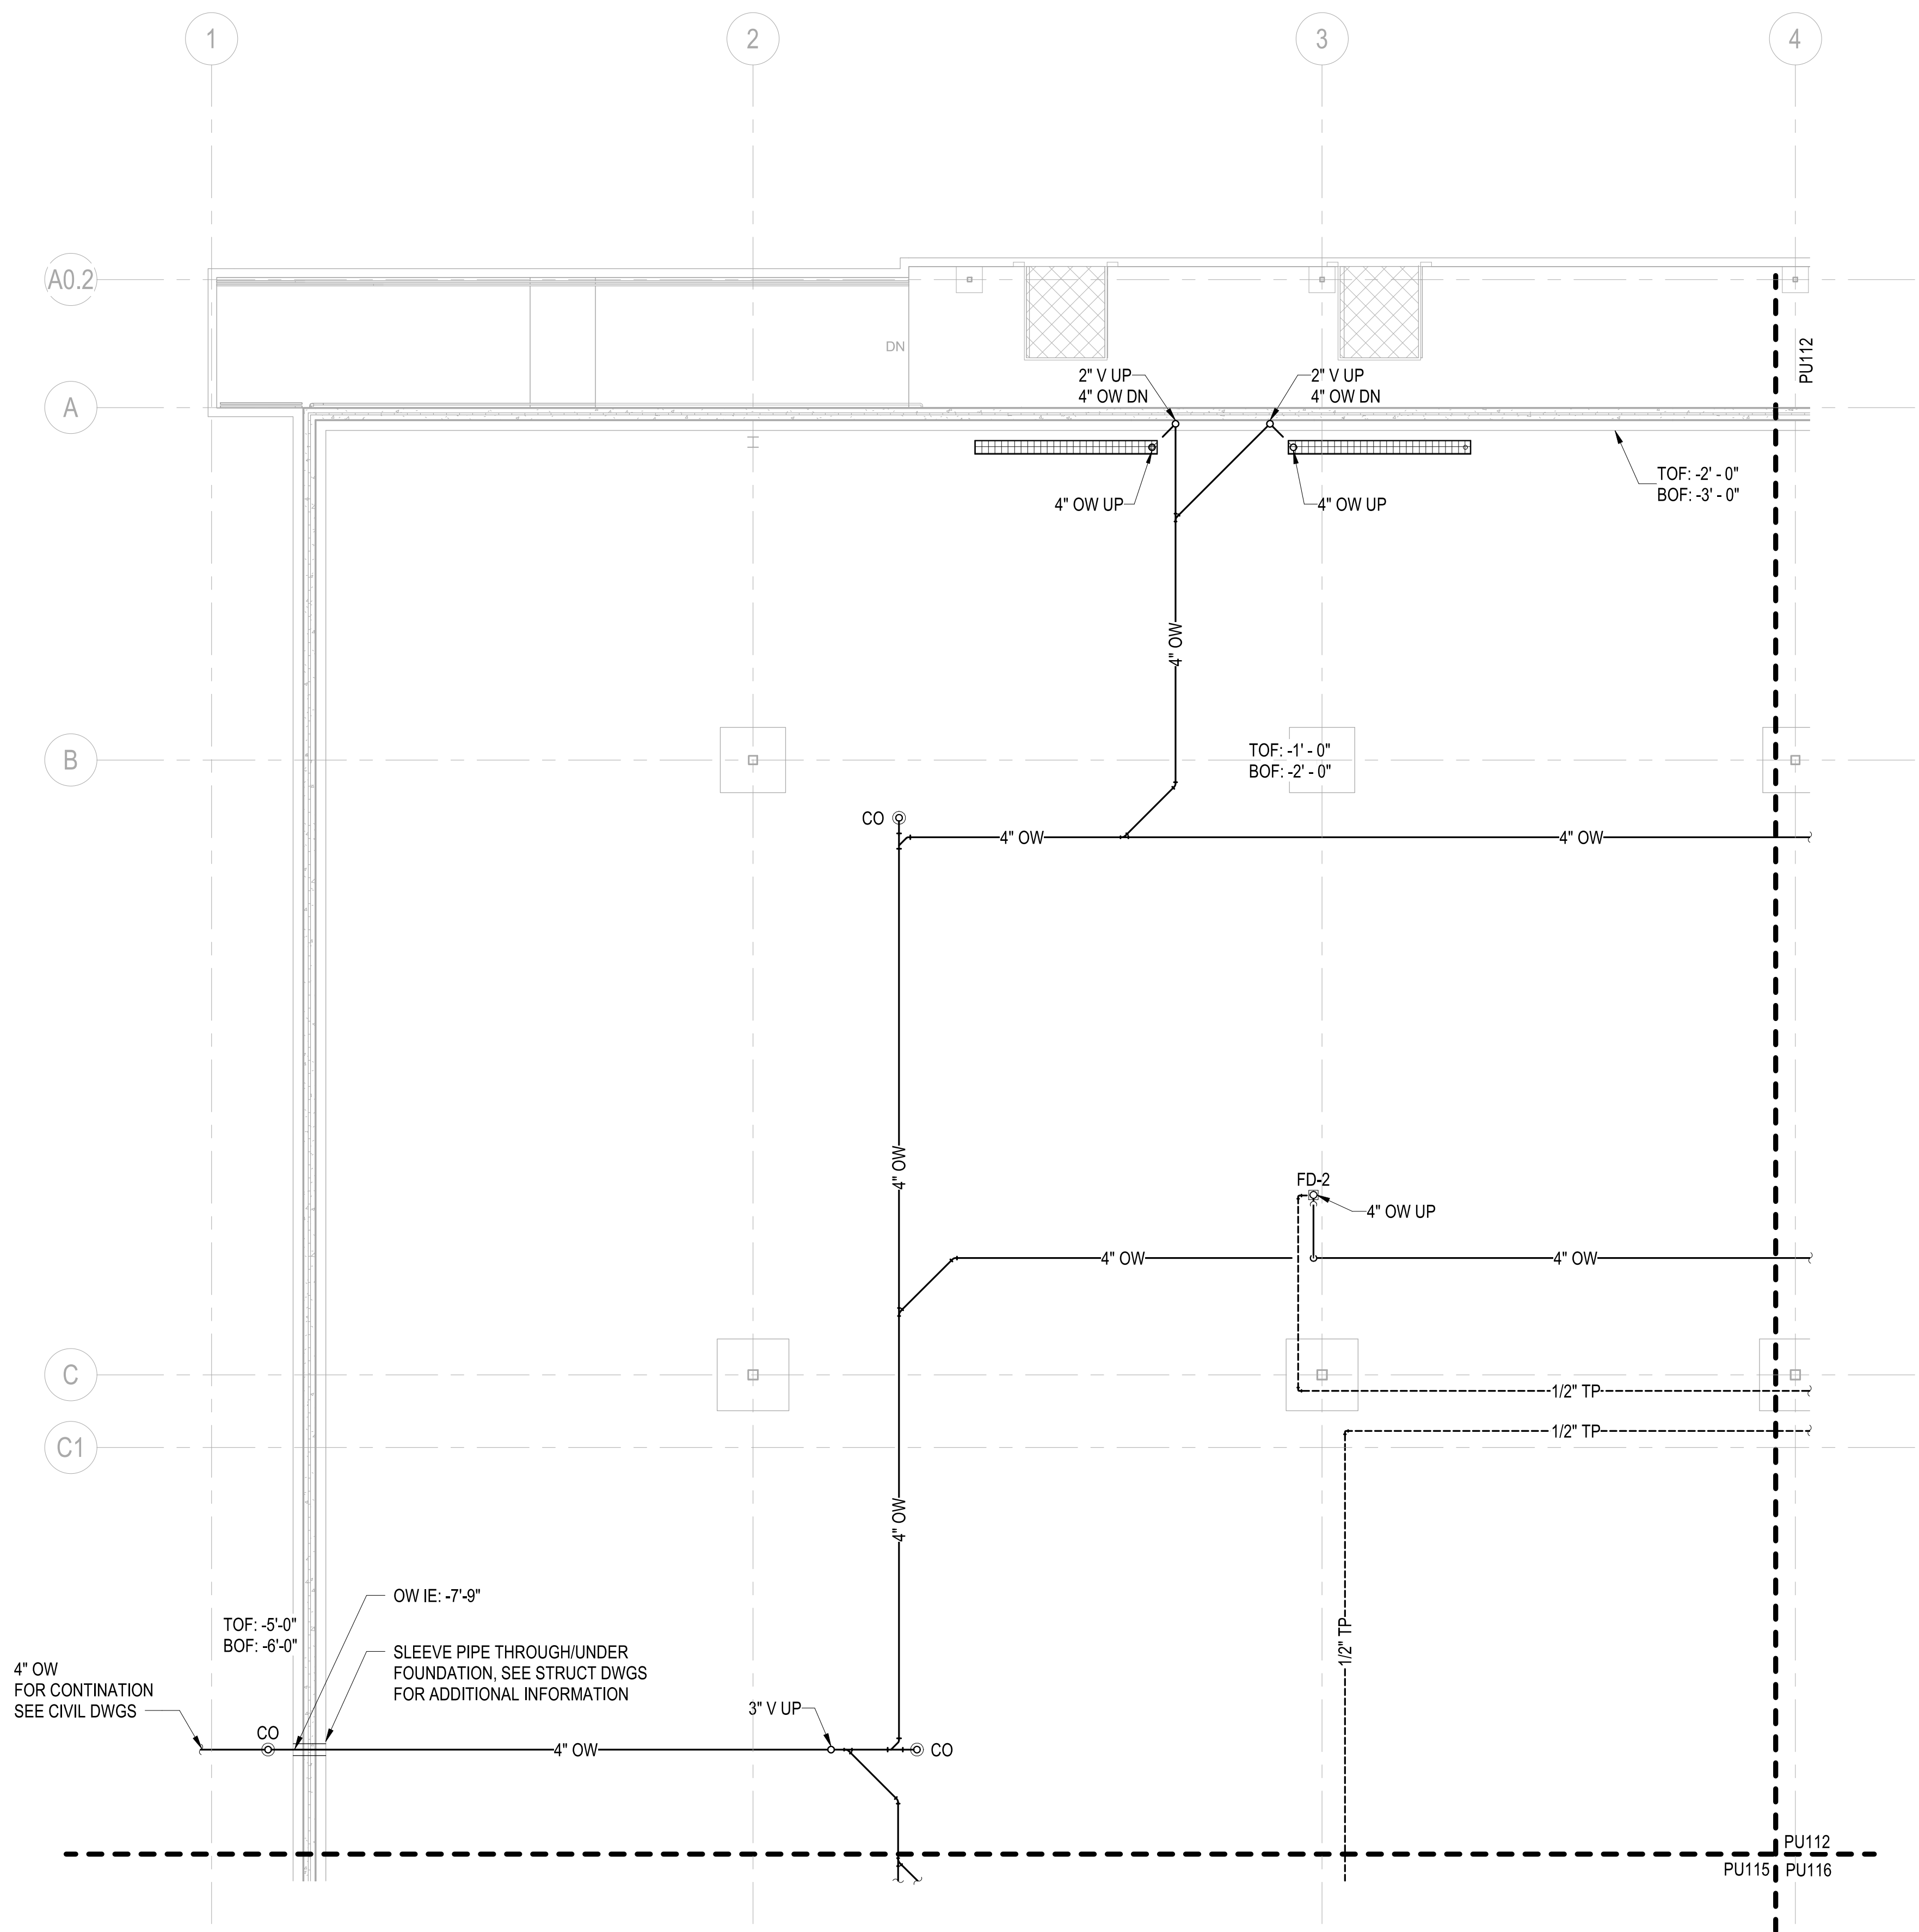 1
2
3
4
A0.2
DN
PU112
2" V UP
4" OW DN
2" V UP
4" OW DN
A
4" OW UP
4" OW UP
TOF: -2' - 0"
BOF: -3' - 0"
4" OW
B
TOF: -1' - 0"
BOF: -2' - 0"
CO
4" OW
4" OW
4" OW
FD-2
4" OW UP
4" OW
4" OW
C
1/2" TP
1/2" TP
C1
4" OW
OW IE: -7'-9"
TOF: -5'-0"
BOF: -6'-0"
SLEEVE PIPE THROUGH/UNDER
FOUNDATION, SEE STRUCT DWGS
FOR ADDITIONAL INFORMATION
1/2" TP
4" OW
FOR CONTINATION
SEE CIVIL DWGS
3" V UP
CO
4" OW
CO
PU112
PU115
PU116